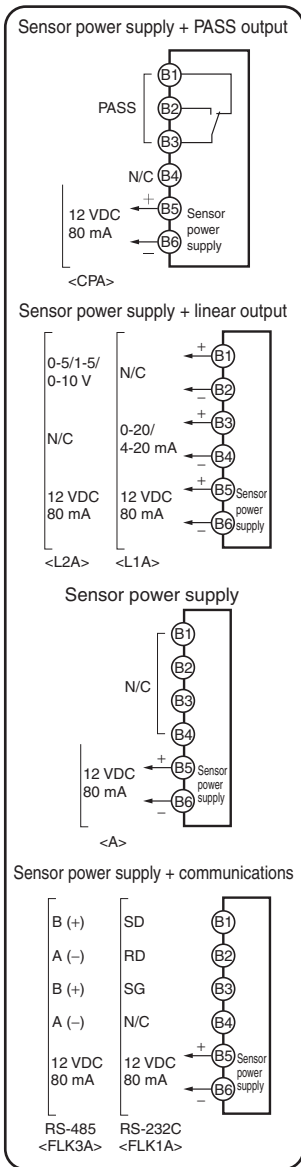 Sensor power supply + PASS output
B1
PASS
B2
B3
N/C
B4
+
B5
12 VDC
80 mA
Sensor
power
supply
B6
−
<CPA>
Sensor power supply + linear output
0-5/1-5/
0-10 V
N/C
+
B1
−
B2
N/C
0-20/
4-20 mA
+
B3
−
B4
12 VDC
80 mA
12 VDC
80 mA
+
B5
Sensor
power
supply
−
B6
<L2A>
<L1A>
Sensor power supply
B1
B2
N/C
B3
B4
12 VDC
80 mA
+
B5
Sensor
power
supply
−
B6
<A>
Sensor power supply + communications
B (+)
SD
B1
A (−)
RD
B2
B (+)
SG
B3
A (−)
N/C
B4
12 VDC
80 mA
12 VDC
80 mA
+
B5
Sensor
power
supply
−
B6
RS-485
<FLK3A>
RS-232C
<FLK1A>